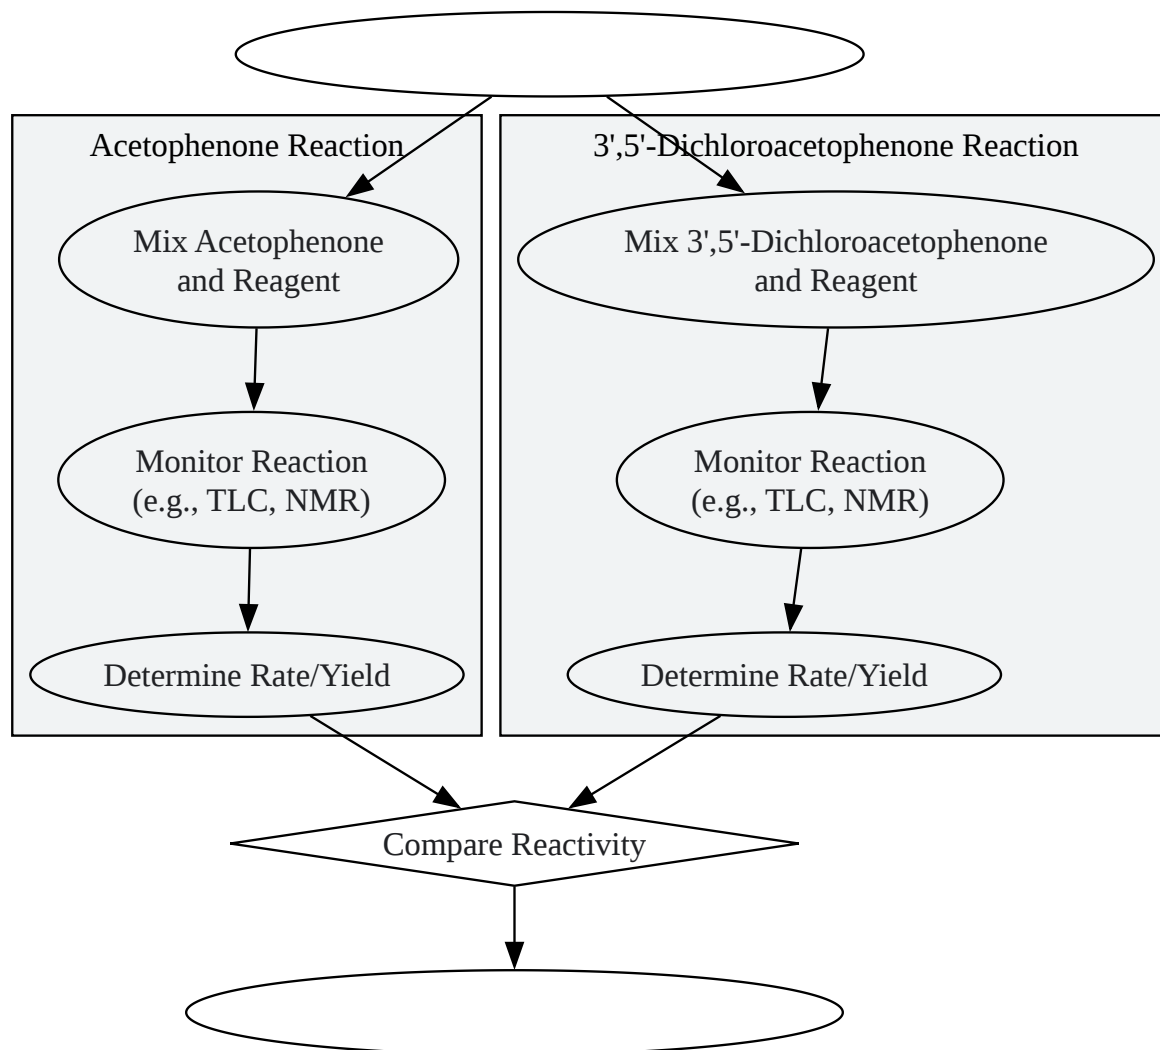 Acetophenone Reaction
3',5'-Dichloroacetophenone Reaction
Mix Acetophenone
and Reagent
Mix 3',5'-Dichloroacetophenone
and Reagent
Monitor Reaction
(e.g., TLC, NMR)
Monitor Reaction
(e.g., TLC, NMR)
Determine Rate/Yield
Determine Rate/Yield
Compare Reactivity